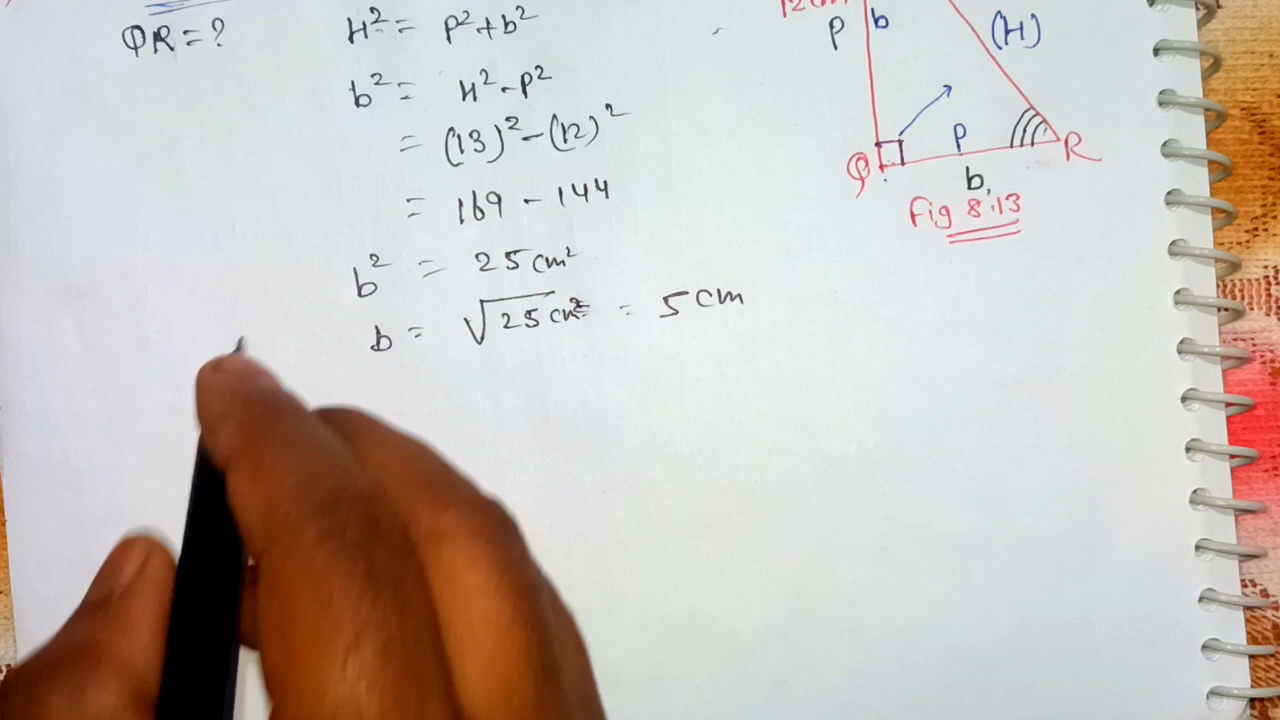 QR = ?
H² = P² + b²
b² = H² - P²
= (13)² - (12)²
= 169 - 144
b² = 25 cm²
b = √25 cm² = 5 cm
12cm
P b (H)
P
Q R
b
Fig 8.13